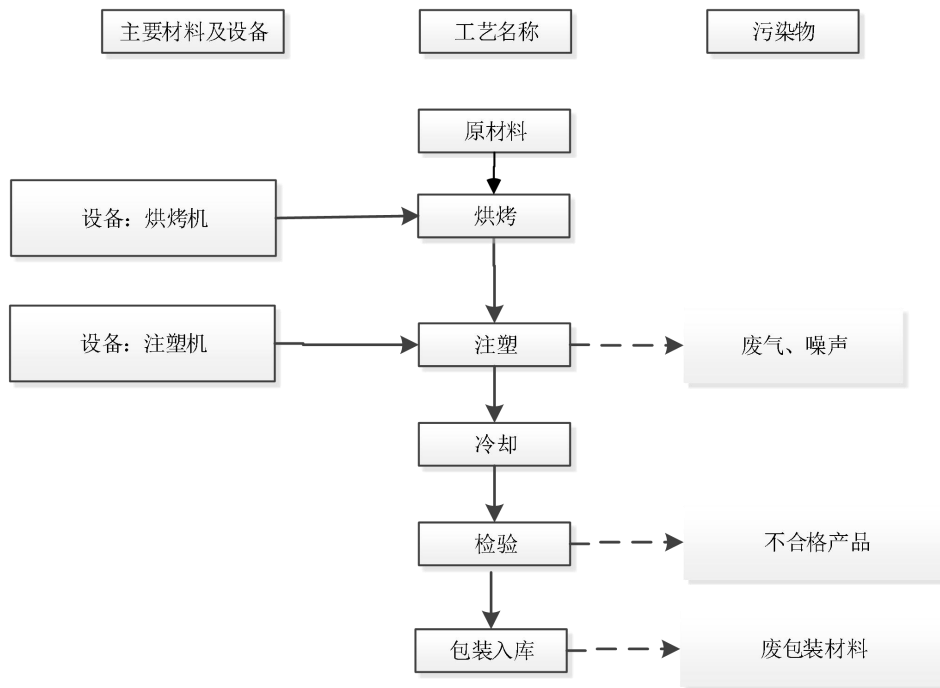 主要材料及设备
工艺名称
污染物
原材料
设备：烘烤机
烘烤
设备：注塑机
注塑
废气、噪声
冷却
检验
不合格产品
包装入库
废包装材料